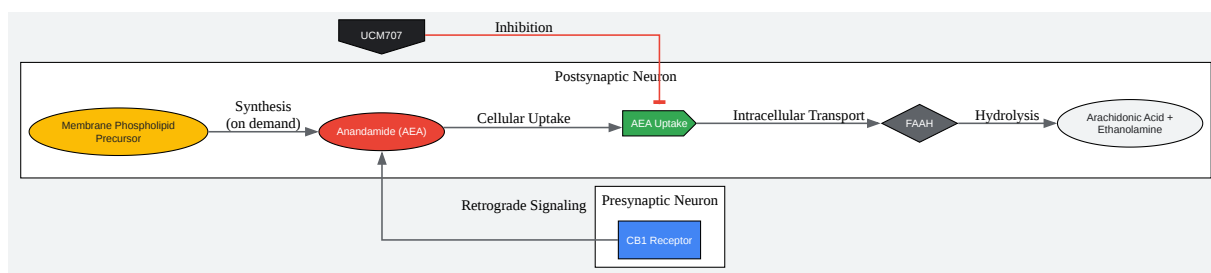 UCM707
Inhibition
Postsynaptic Neuron
Membrane Phospholipid
Precursor
Synthesis
(on demand)
Anandamide (AEA)
Cellular Uptake
AEA Uptake
Intracellular Transport
FAAH
Hydrolysis
Arachidonic Acid +
Ethanolamine
Retrograde Signaling
Presynaptic Neuron
CB1 Receptor